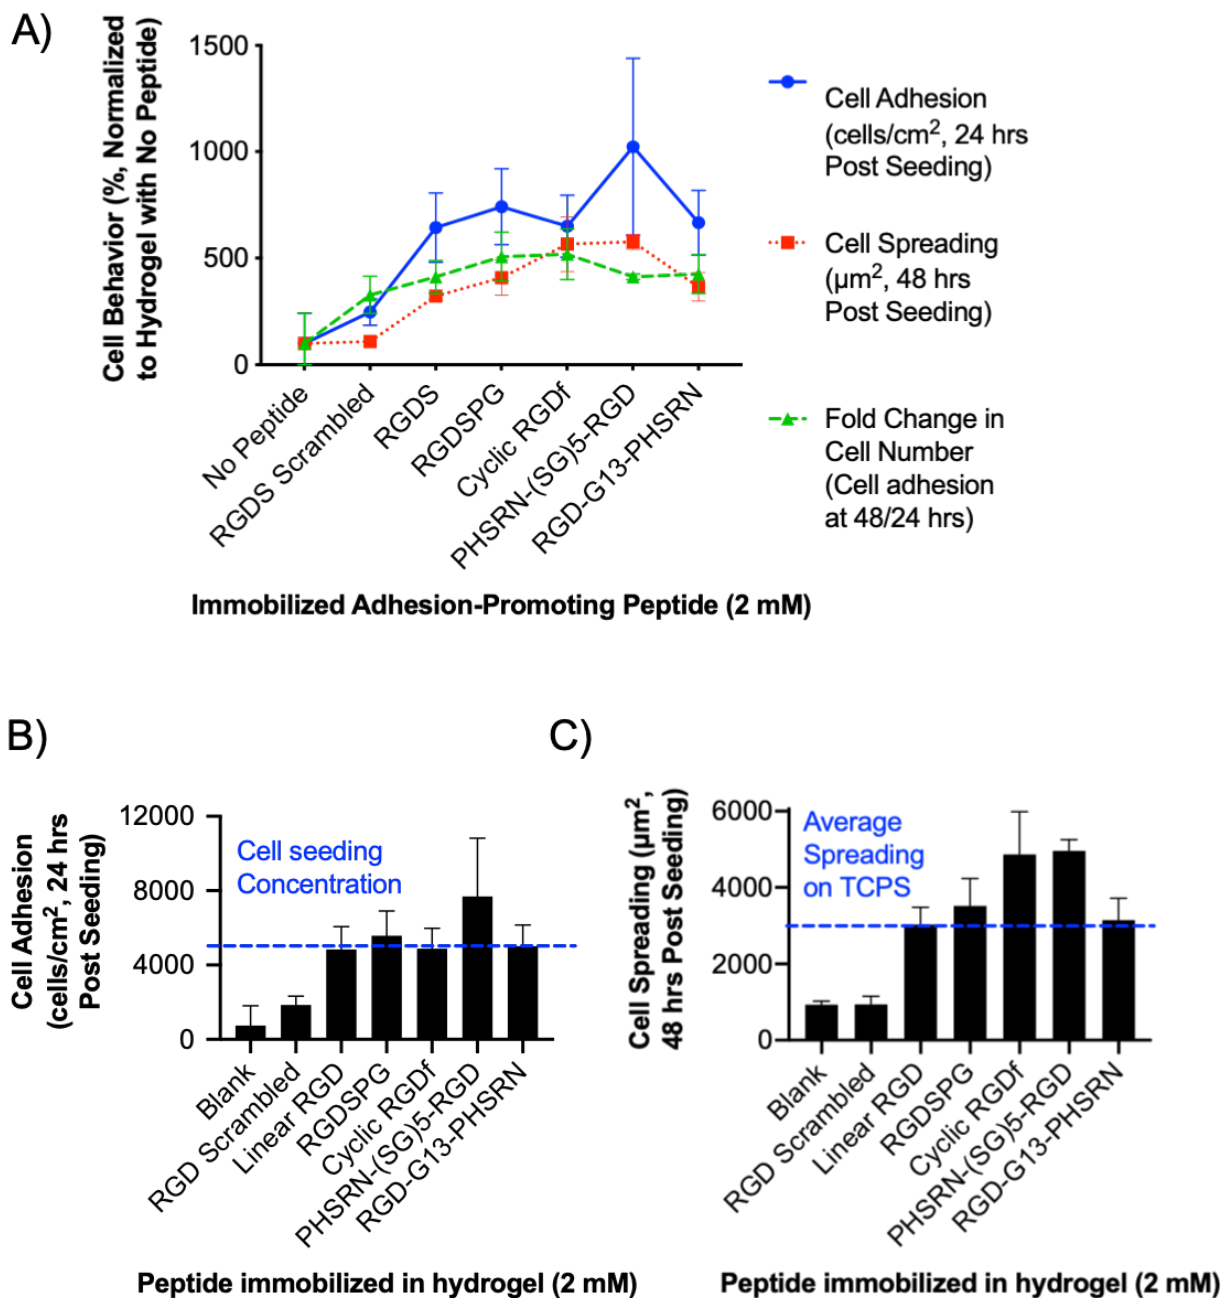 A)
Cell Behavior (%, Normalized
to Hydrogel with No Peptide)
1500
1000
500
0
No Peptide
RGDS Scrambled
RGDS
RGDSPG
Cyclic RGDf
PHSRN-(SG)5-RGD
RGD-G13-PHSRN
Immobilized Adhesion-Promoting Peptide (2 mM)
Cell Adhesion
(cells/cm², 24 hrs
Post Seeding)
Cell Spreading
(µm², 48 hrs
Post Seeding)
Fold Change in
Cell Number
(Cell adhesion
at 48/24 hrs)
B)
Cell Adhesion
(cells/cm², 24 hrs
Post Seeding)
12000
8000
4000
0
Cell seeding
Concentration
Blank
RGD Scrambled
Linear RGD
RGDSPG
Cyclic RGDf
PHSRN-(SG)5-RGD
RGD-G13-PHSRN
Peptide immobilized in hydrogel (2 mM)
C)
Cell Spreading (µm²,
48 hrs Post Seeding)
6000
4000
2000
0
Average
Spreading
on TCPS
Blank
RGD Scrambled
Linear RGD
RGDSPG
Cyclic RGDf
PHSRN-(SG)5-RGD
RGD-G13-PHSRN
Peptide immobilized in hydrogel (2 mM)